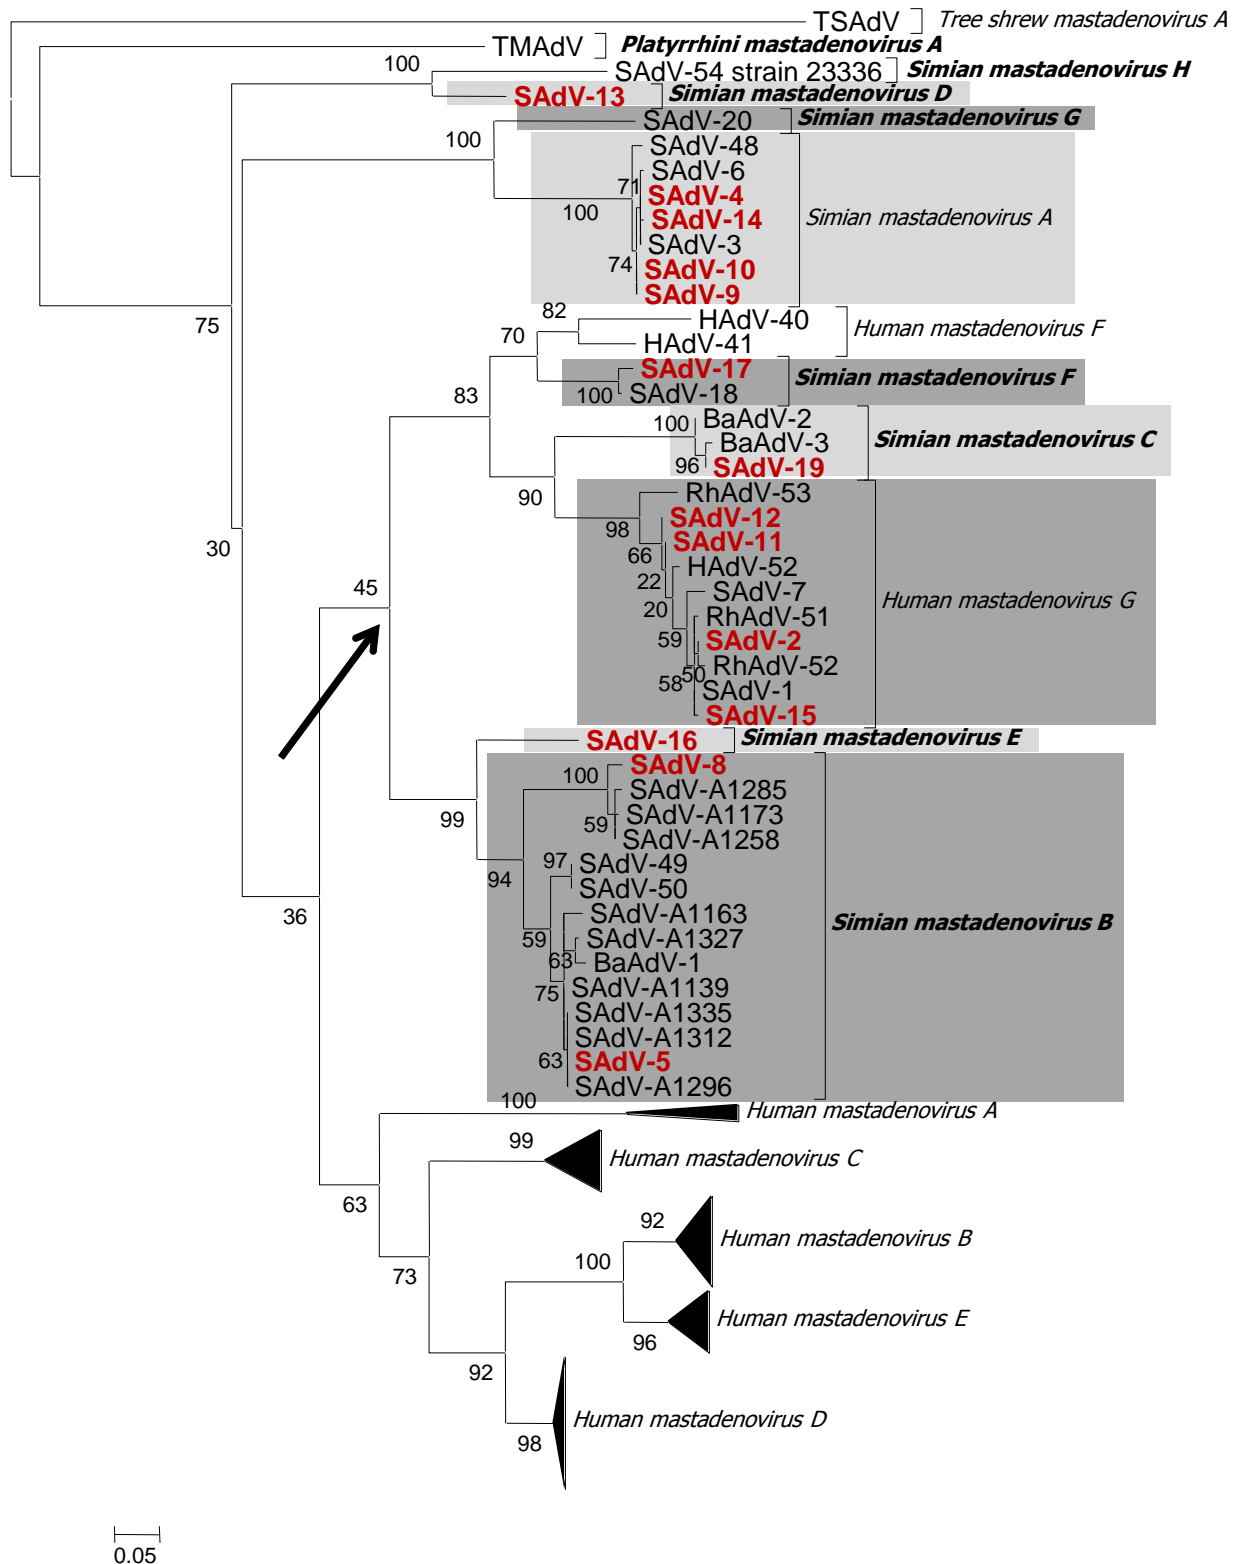 TSAdV Tree shrew mastadenovirus A
TMAdV Platyrrhini mastadenovirus A
100 SAdV-54 strain 23336 Simian mastadenovirus H
SAdV-13 Simian mastadenovirus D
SAdV-20 Simian mastadenovirus G
100
SAdV-48
SAdV-6
71
SAdV-4
100 SAdV-14 Simian mastadenovirus A
SAdV-3
74 SAdV-10
SAdV-9
75
82 HAdV-40
70 Human mastadenovirus F
HAdV-41
SAdV-17
Simian mastadenovirus F
83 100 SAdV-18
100 BaAdV-2
BaAdV-3 Simian mastadenovirus C
96 SAdV-19
90 RhAdV-53
98 SAdV-12
66 SAdV-11
30
22 HAdV-52
45 SAdV-7 Human mastadenovirus G
20 RhAdV-51
59 SAdV-2
50 RhAdV-52
58 SAdV-1
SAdV-15
SAdV-16 Simian mastadenovirus E
SAdV-8
100
SAdV-A1285
99 SAdV-A1173
59
SAdV-A1258
97 SAdV-49
94 SAdV-50
36 SAdV-A1163 Simian mastadenovirus B
59 SAdV-A1327
63 BaAdV-1
75 SAdV-A1139
SAdV-A1335
SAdV-A1312
63 SAdV-5
SAdV-A1296
100 Human mastadenovirus A
99 Human mastadenovirus C
63
92 Human mastadenovirus B
100
73
96 Human mastadenovirus E
92
Human mastadenovirus D
98
0.05